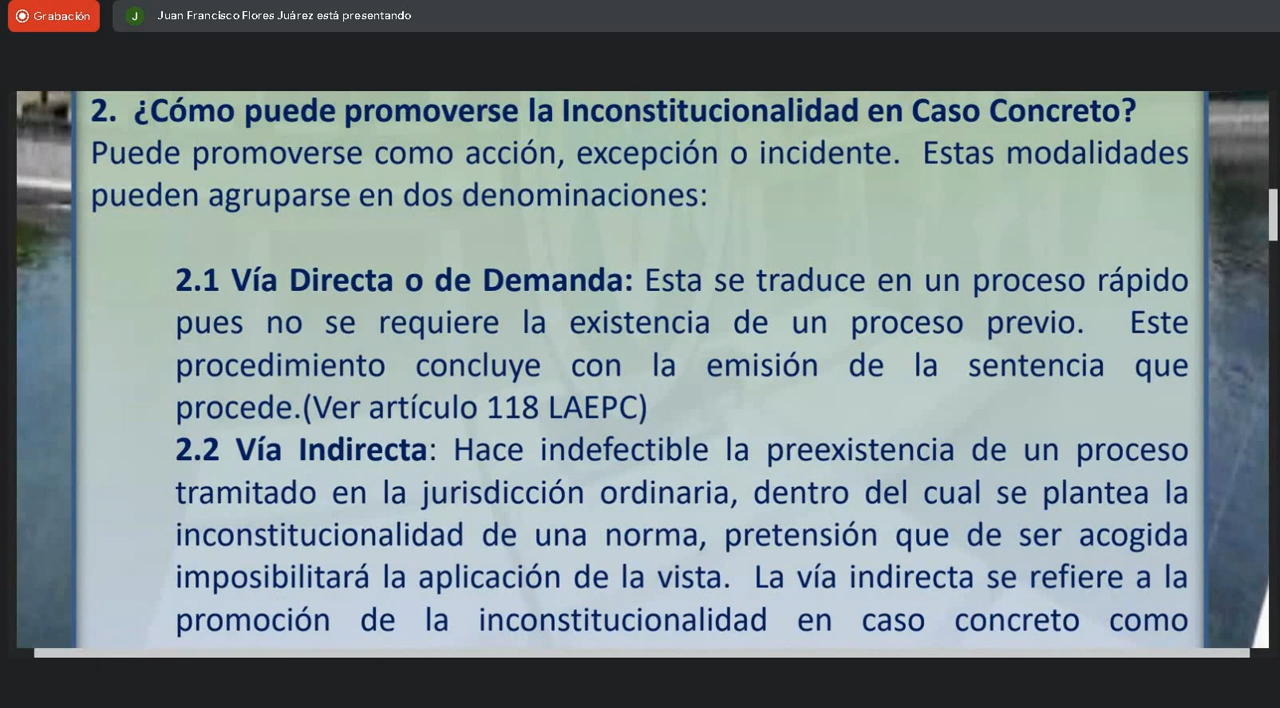 Grabación
J Juan Francisco Flores Juárez está presentando
2. ¿Cómo puede promoverse la Inconstitucionalidad en Caso Concreto?
Puede promoverse como acción, excepción o incidente. Estas modalidades
pueden agruparse en dos denominaciones:
2.1 Vía Directa o de Demanda: Esta se traduce en un proceso rápido
pues no se requiere la existencia de un proceso previo. Este
procedimiento concluye con la emisión de la sentencia que
procede.(Ver artículo 118 LAEPC)
2.2 Vía Indirecta: Hace indefectible la preexistencia de un proceso
tramitado en la jurisdicción ordinaria, dentro del cual se plantea la
inconstitucionalidad de una norma, pretensión que de ser acogida
imposibilitará la aplicación de la vista. La vía indirecta se refiere a la
promoción de la inconstitucionalidad en caso concreto como